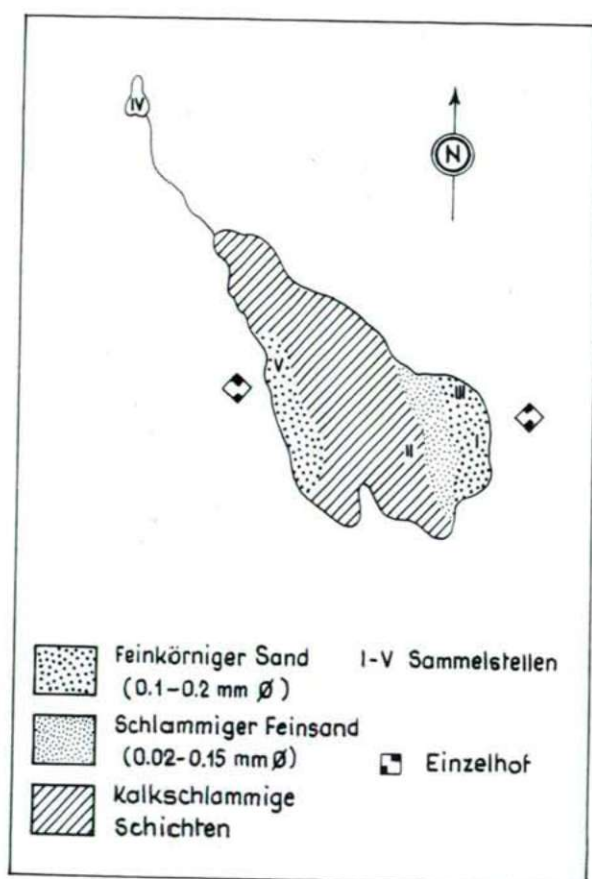 IV
N
V
III
II
I
Feinkörniger Sand
(0.1-0.2 mm Ø)
I-V Sammelstellen
Schlammiger Feinsand
(0.02-0.15 mm Ø)
Einzelhof
Kalkschlammige
Schichten